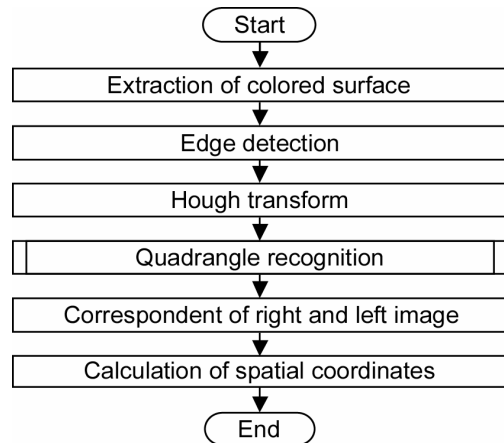 Start
Extraction of colored surface
Edge detection
Hough transform
Quadrangle recognition
Correspondent of right and left image
Calculation of spatial coordinates
End